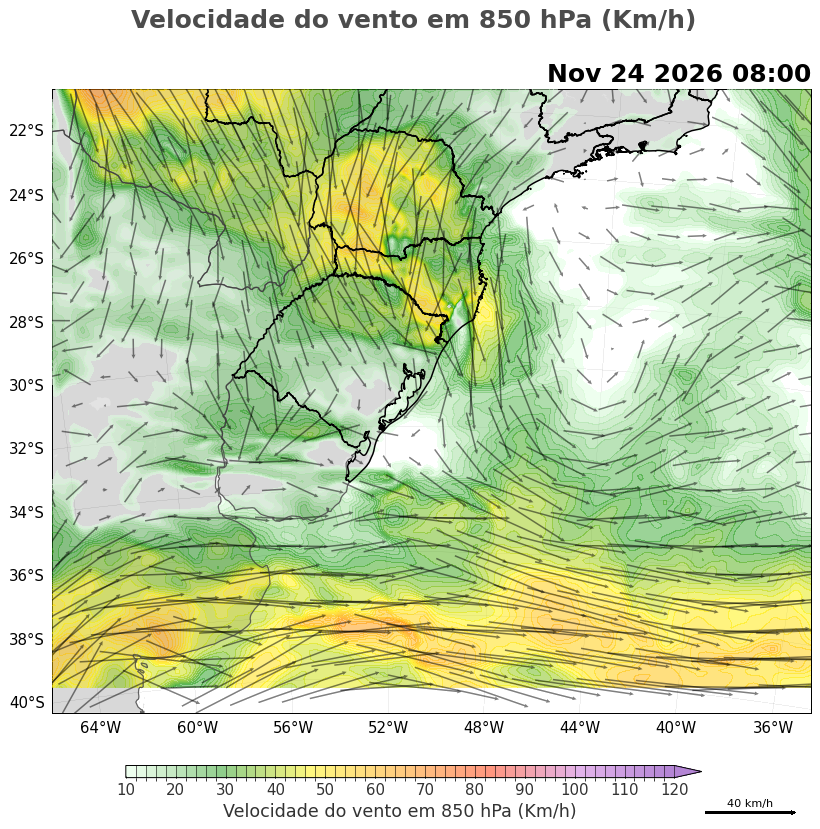 Velocidade do vento em 850 hPa (Km/h)
Nov 24 2026 08:00
22°S
24°S
26°S
28°S
30°S
32°S
34°S
36°S
38°S
40°S
64°W 60°W 56°W 52°W 48°W 44°W 40°W 36°W
10 20 30 40 50 60 70 80 90 100 110 120
Velocidade do vento em 850 hPa (Km/h)
40 km/h